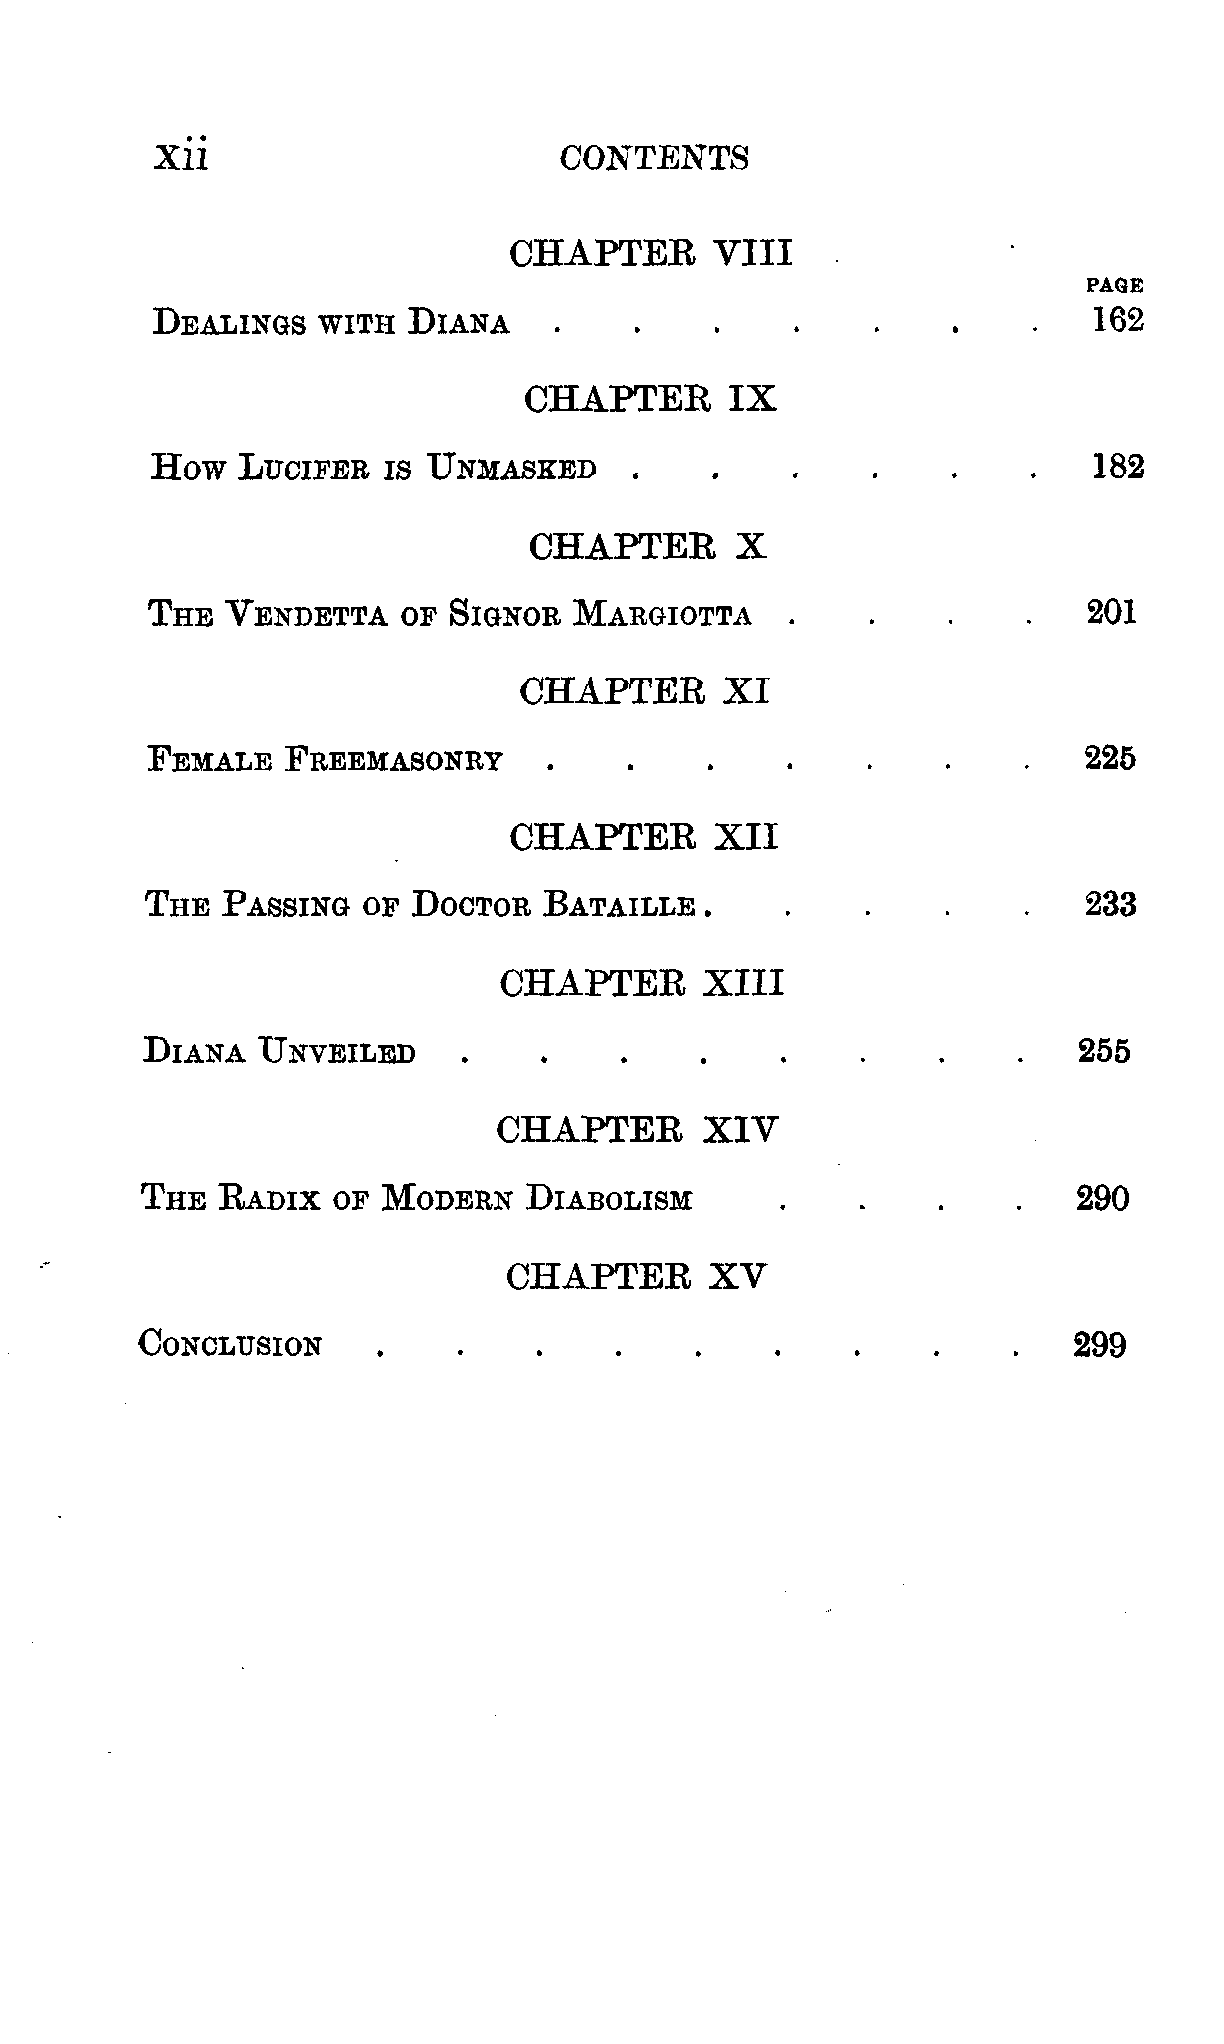 xii CONTENTS
CHAPTER VIII
PAGE
DEALINGS WITH DIANA . . . . . . . 162
CHAPTER IX
HOW LUCIFER IS UNMASKED . . . . . . 182
CHAPTER X
THE VENDETTA OF SIGNOR MARGIOTTA . . . . 201
CHAPTER XI
FEMALE FREEMASONRY . . . . . . . 225
CHAPTER XII
THE PASSING OF DOCTOR BATAILLE . . . . . 233
CHAPTER XIII
DIANA UNVEILED . . . . . . . . 255
CHAPTER XIV
THE RADIX OF MODERN DIABOLISM . . . . 290
CHAPTER XV
CONCLUSION . . . . . . . . . 299